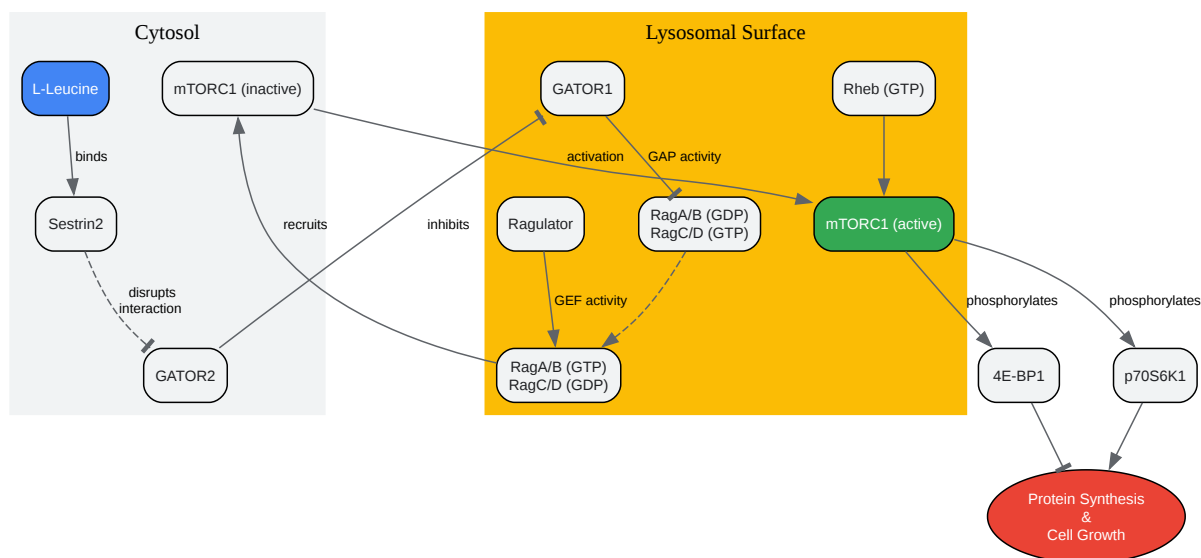 Cytosol
Lysosomal Surface
L-Leucine
mTORC1 (inactive)
GATOR1
Rheb (GTP)
binds
activation
GAP activity
Sestrin2
recruits
inhibits
Ragulator
RagA/B (GDP)
RagC/D (GTP)
mTORC1 (active)
disrupts
interaction
GEF activity
phosphorylates
phosphorylates
GATOR2
RagA/B (GTP)
RagC/D (GDP)
4E-BP1
p70S6K1
Protein Synthesis
&
Cell Growth